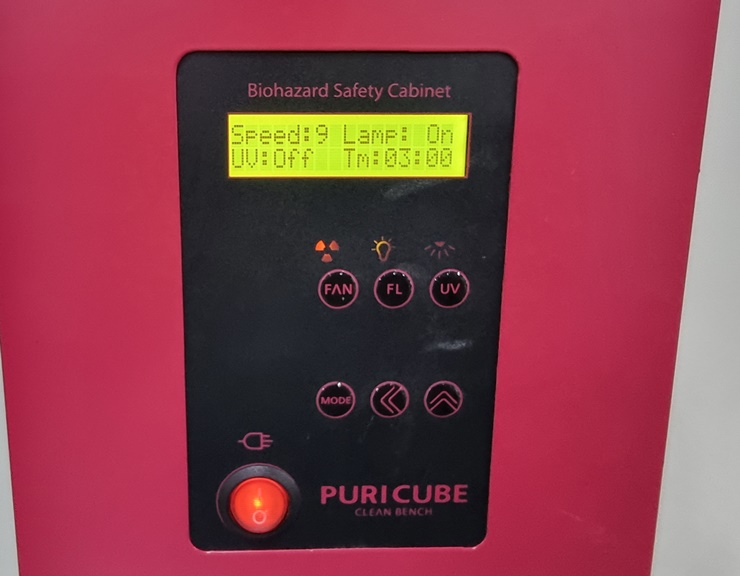 Biohazard Safety Cabinet
Speed:9 Lamp: On
UV:Off Tm:03:00
FAN FL UV
MODE
PURICUBE
CLEAN BENCH